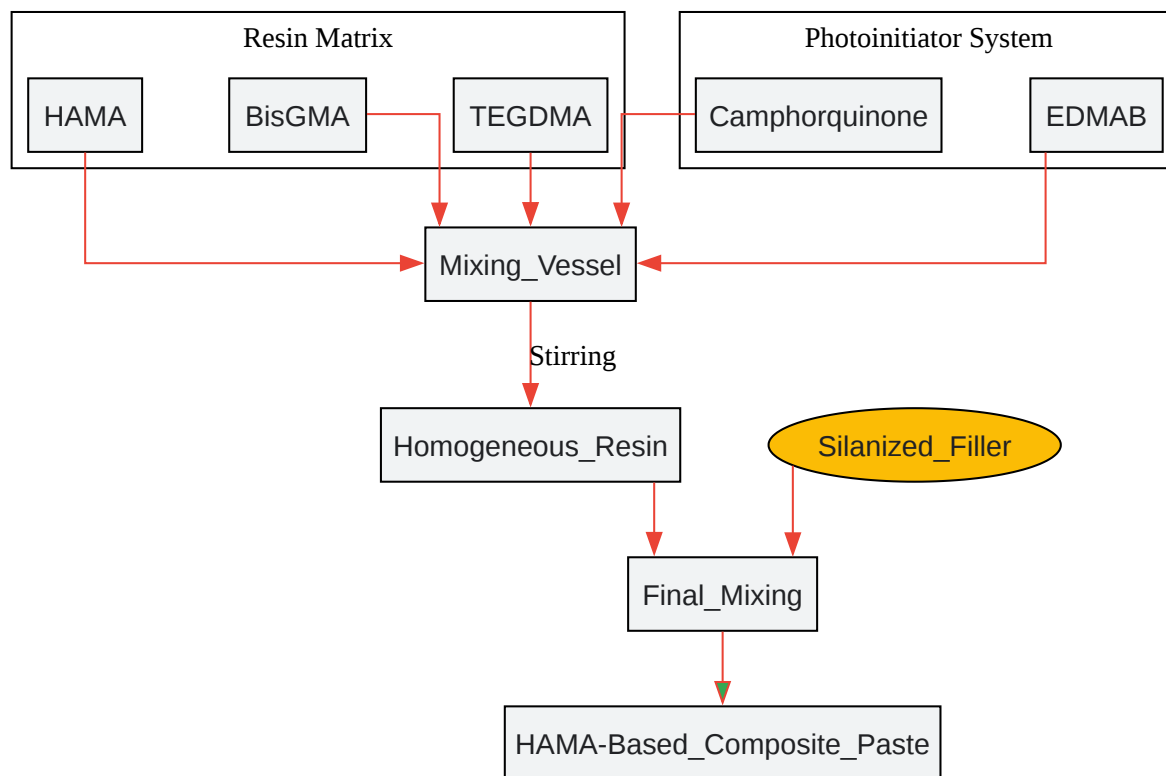 Resin Matrix
Photoinitiator System
HAMA
BisGMA
TEGDMA
Camphorquinone
EDMAB
Mixing_Vessel
Stirring
Homogeneous_Resin
Silanized_Filler
Final_Mixing
HAMA-Based_Composite_Paste